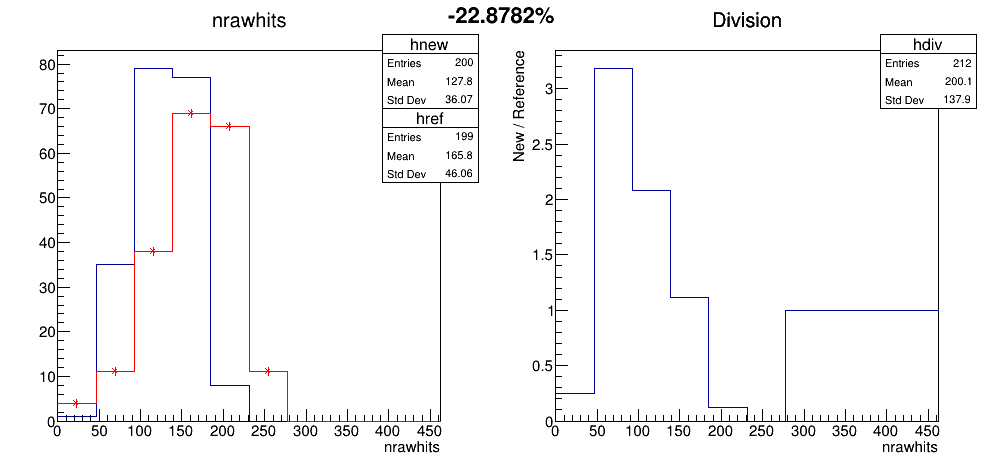 -22.8782%
nrawhits
hnew
Entries 200
Mean 127.8
Std Dev 36.07
href
Entries 199
Mean 165.8
Std Dev 46.06
80
70
60
50
40
30
20
10
0
0 50 100 150 200 250 300 350 400 450
nrawhits
Division
hdiv
Entries 212
Mean 200.1
Std Dev 137.9
New / Reference
3
2.5
2
1.5
1
0.5
0
0 50 100 150 200 250 300 350 400 450
nrawhits